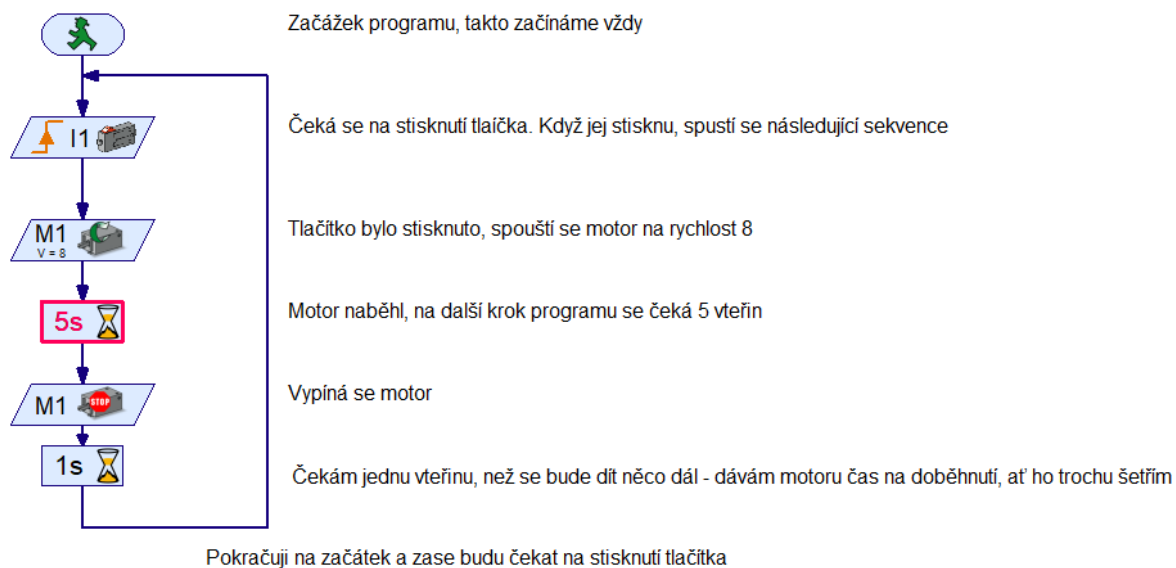 Začážek programu, takto začínáme vždy
I1
Čeká se na stisknutí tlaíčka. Když jej stisknu, spustí se následující sekvence
M1
V = 8
Tlačítko bylo stisknuto, spouští se motor na rychlost 8
5s
Motor naběhl, na další krok programu se čeká 5 vteřin
M1
STOP
Vypíná se motor
1s
Čekám jednu vteřinu, než se bude dít něco dál - dávám motoru čas na doběhnutí, ať ho trochu šetřím
Pokračuji na začátek a zase budu čekat na stisknutí tlačítka